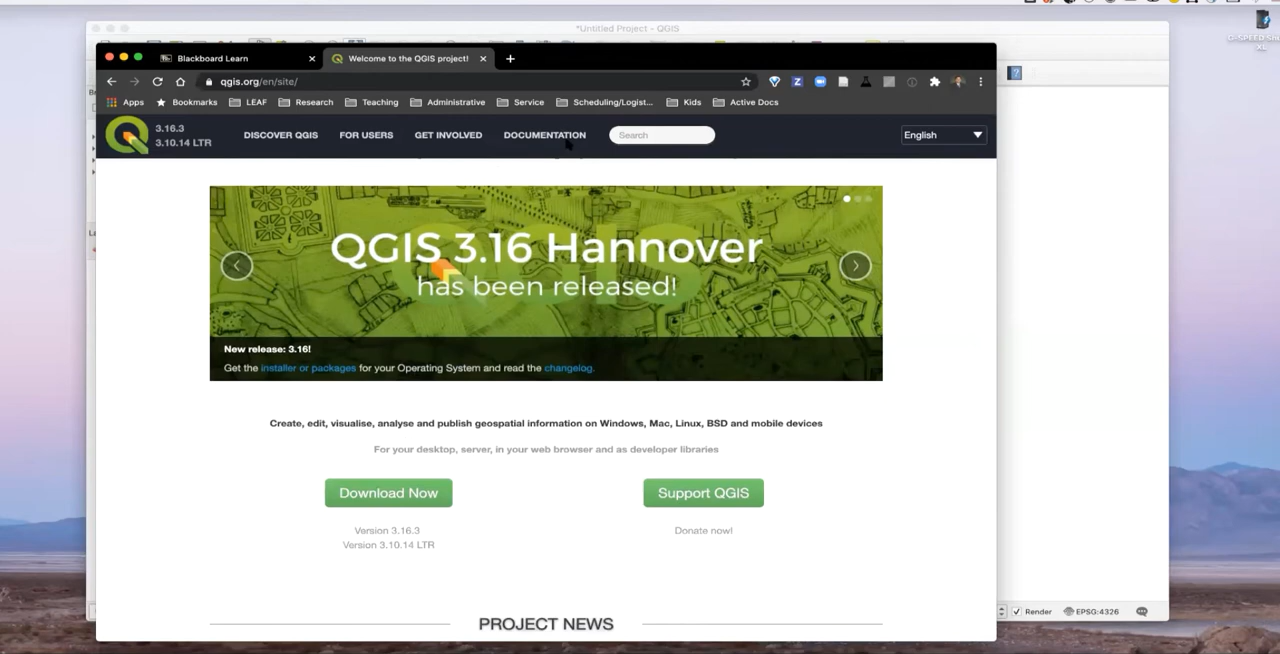 *Untitled Project - QGIS
G-SPEED Shu
XL
Blackboard Learn
Welcome to the QGIS project!
qgis.org/en/site/
Apps Bookmarks LEAF Research Teaching Administrative Service Scheduling/Logist... Kids Active Docs
3.16.3
3.10.14 LTR
DISCOVER QGIS FOR USERS GET INVOLVED DOCUMENTATION Search English
QGIS 3.16 Hannover
has been released!
New release: 3.16!
Get the installer or packages for your Operating System and read the changelog.
Create, edit, visualise, analyse and publish geospatial information on Windows, Mac, Linux, BSD and mobile devices
For your desktop, server, in your web browser and as developer libraries
Download Now Support QGIS
Version 3.16.3 Donate now!
Version 3.10.14 LTR
Render EPSG:4326
PROJECT NEWS